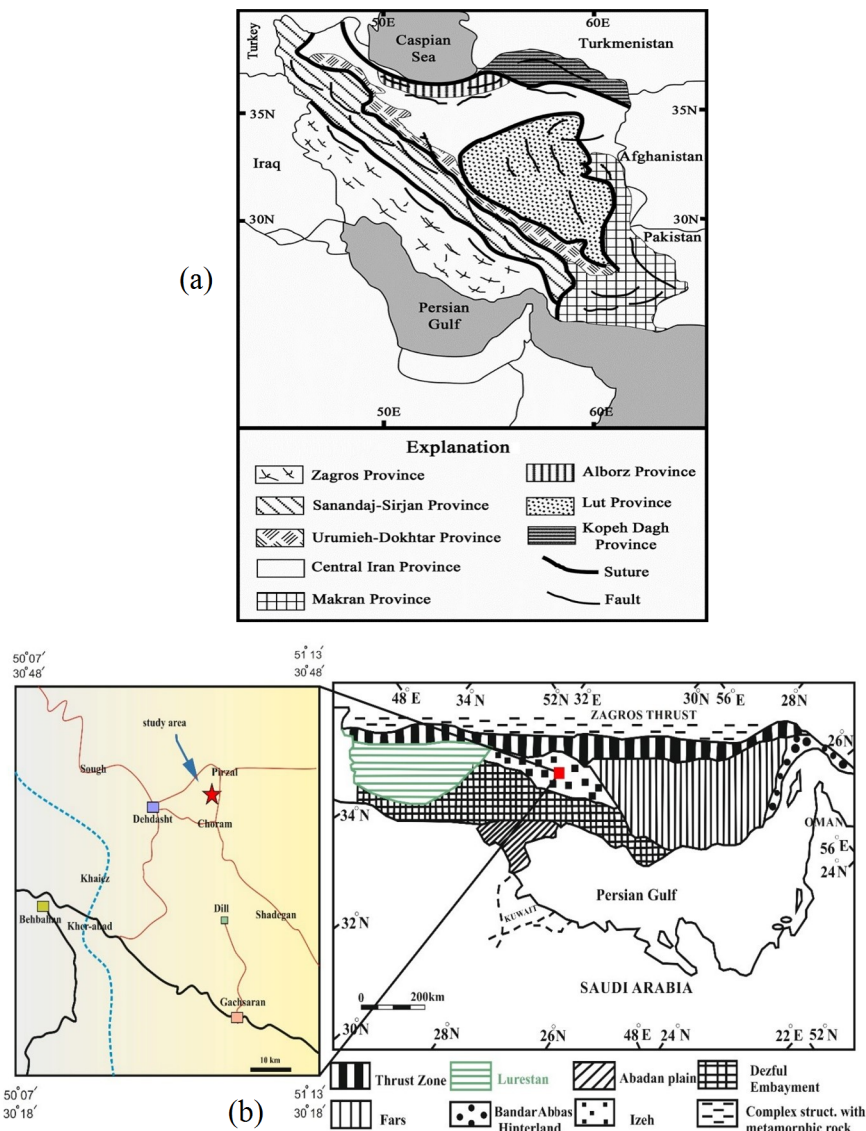 50E
60E
Turkey
Caspian
Sea
Turkmenistan
35N
35N
Iraq
Afghanistan
30N
30N
Pakistan
(a)
Persian
Gulf
50E
60E
Explanation
Zagros Province
Alborz Province
Sanandaj-Sirjan Province
Lut Province
Urumieh-Dokhtar Province
Kopeh Dagh
Province
Central Iran Province
Suture
Makran Province
Fault
50°07'
30°48'
51°13'
30°48'
48°E
34°N
52°N
32°E
30°N
56°E
28°N
ZAGROS THRUST
26°N
study area
Sough
Pirzal
Dehdasht
Choram
34°N
OMAN
56°E
24°N
Khaiez
Dill
Shadegan
Behbahan
Kher-abad
Persian Gulf
KUWAIT
32°N
SAUDI ARABIA
Gachsaran
0
200km
10 km
30°N
28°N
26°N
48°E
24°N
22°E
52°N
50°07'
30°18'
51°13'
30°18'
(b)
Thrust Zone
Lurestan
Abadan plain
Dezful
Embayment
Fars
BandarAbbas
Hinterland
Izeh
Complex struct. with
metamorphic rock